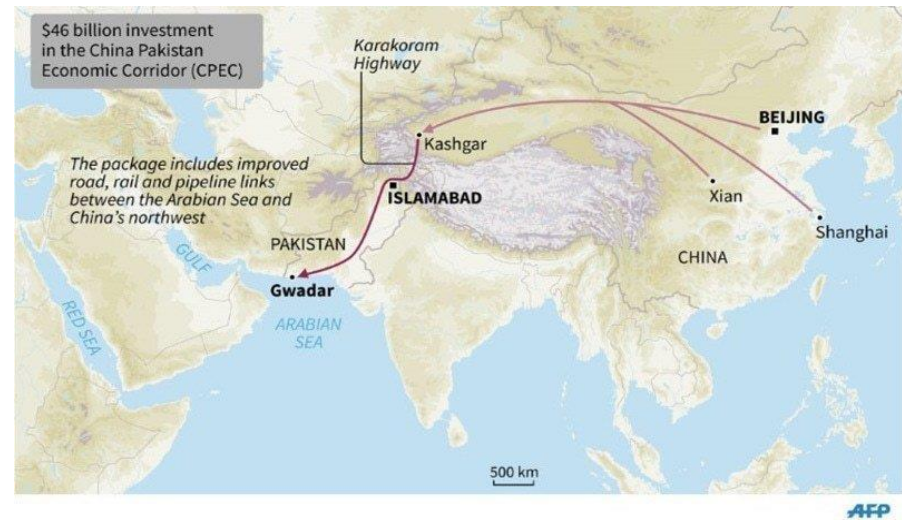 $46 billion investment
in the China Pakistan
Economic Corridor (CPEC)
Karakoram
Highway
BEIJING
Kashgar
The package includes improved
road, rail and pipeline links
between the Arabian Sea and
China's northwest
ISLAMABAD
Xian
Shanghai
PAKISTAN
CHINA
GULF
Gwadar
RED SEA
ARABIAN
SEA
500 km
AFP